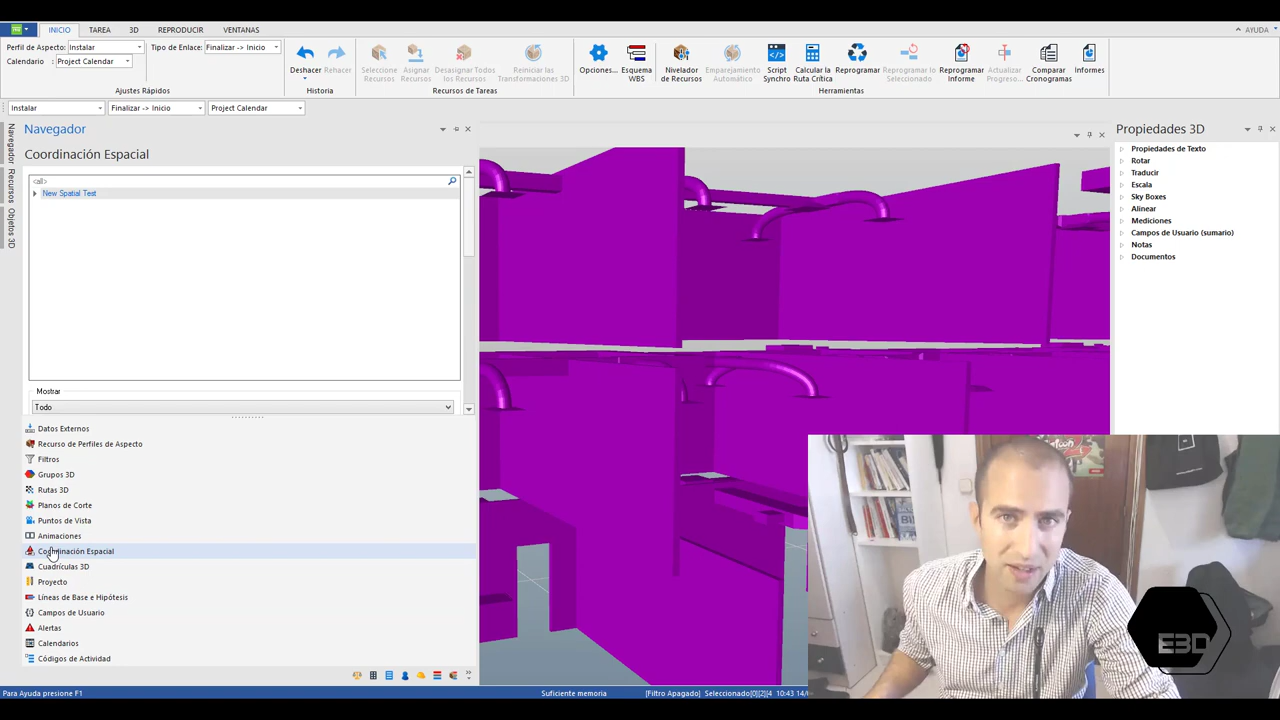 INICIO TAREA 3D REPRODUCIR VENTANAS AYUDA
Perfil de Aspecto: Instalar Tipo de Enlace: Finalizar -> Inicio
Calendario : Project Calendar
Ajustes Rápidos
Deshacer Rehacer
Historia
Seleccione Recursos
Asignar Recursos
Desasignar Todos los Recursos
Reiniciar las Transformaciones 3D
Recursos de Tareas
Opciones...
Esquema WBS
Nivelador de Recursos
Emparejamiento Automático
Script Synchro
Calcular la Ruta Crítica
Reprogramar
Reprogramar lo Seleccionado
Reprogramar Informe
Actualizar Progreso...
Comparar Cronogramas
Informes
Herramientas
Instalar Finalizar -> Inicio Project Calendar
Navegador
Recursos
Objetos 3D
Navegador
Coordinación Espacial
<all>
New Spatial Test
Mostrar
Todo
Datos Externos
Recurso de Perfiles de Aspecto
Filtros
Grupos 3D
Rutas 3D
Planos de Corte
Puntos de Vista
Animaciones
Coordinación Espacial
Cuadrículas 3D
Proyecto
Líneas de Base e Hipótesis
Campos de Usuario
Alertas
Calendarios
Códigos de Actividad
Propiedades 3D
Propiedades de Texto
Rotar
Traducir
Escala
Sky Boxes
Alinear
Mediciones
Campos de Usuario (sumario)
Notas
Documentos
E3D
Para Ayuda presione F1 Suficiente memoria [Filtro Apagado] Seleccionado[0][2][4 10:43 14/